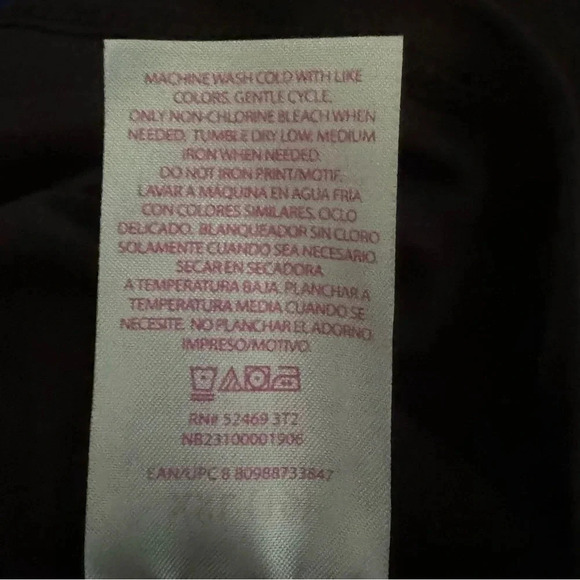 MACHINE WASH COLD WITH LIKE
COLORS. GENTLE CYCLE.
ONLY NON-CHLORINE BLEACH WHEN
NEEDED. TUMBLE DRY LOW. MEDIUM
IRON WHEN NEEDED.
DO NOT IRON PRINT/MOTIF.
LAVAR A MAQUINA EN AGUA FRIA
CON COLORES SIMILARES. CICLO
DELICADO. BLANQUEADOR SIN CLORO
SOLAMENTE CUANDO SEA NECESARIO.
SECAR EN SECADORA
A TEMPERATURA BAJA. PLANCHAR A
TEMPERATURA MEDIA CUANDO SE
NECESITE. NO PLANCHAR EL ADORNO
IMPRESO/MOTIVO.
RN# 52469 3T2
NB23100001906
EAN/UPC 8 80988733847